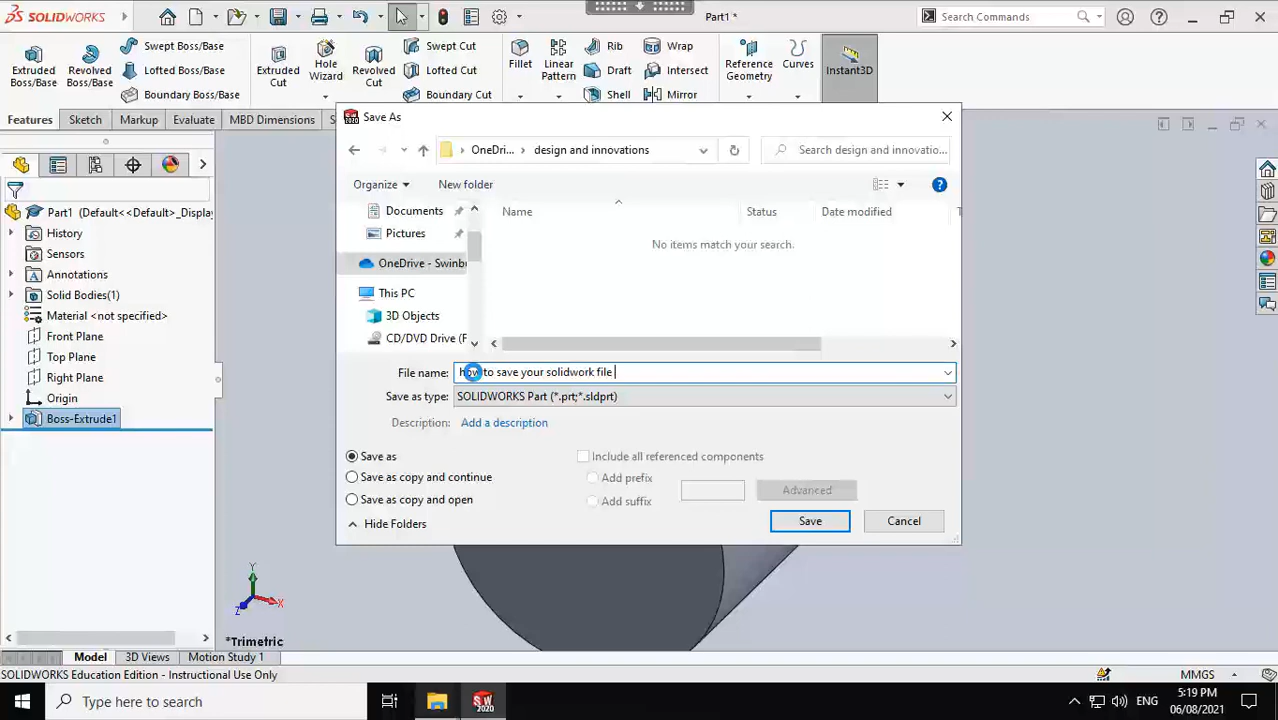 SOLIDWORKS
Part1 *
Search Commands
Extruded Boss/Base
Revolved Boss/Base
Swept Boss/Base
Lofted Boss/Base
Boundary Boss/Base
Extruded Cut
Hole Wizard
Revolved Cut
Swept Cut
Lofted Cut
Boundary Cut
Fillet
Linear Pattern
Rib
Draft
Shell
Wrap
Intersect
Mirror
Reference Geometry
Curves
Instant3D
Features Sketch Markup Evaluate MBD Dimensions
Save As
OneDri... › design and innovations
Search design and innovatio...
Organize New folder
Documents
Pictures
OneDrive - Swinbu
This PC
3D Objects
CD/DVD Drive (F
Name Status Date modified
No items match your search.
File name: how to save your solidwork file
Save as type: SOLIDWORKS Part (*.prt;*.sldprt)
Description: Add a description
Save as
Save as copy and continue
Save as copy and open
Include all referenced components
Add prefix
Add suffix
Advanced
Hide Folders
Save Cancel
Part1 (Default<<Default>_Display
History
Sensors
Annotations
Solid Bodies(1)
Material <not specified>
Front Plane
Top Plane
Right Plane
Origin
Boss-Extrude1
Y
X
Z
*Trimetric
Model 3D Views Motion Study 1
SOLIDWORKS Education Edition - Instructional Use Only
MMGS
Type here to search
SW 2020
ENG
5:19 PM
06/08/2021